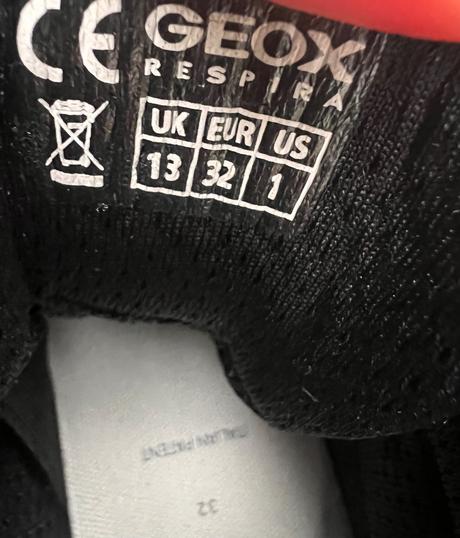 CE GEOX
RESPIRA
UK EUR US
13 32 1
ITALIAN PATENT
32